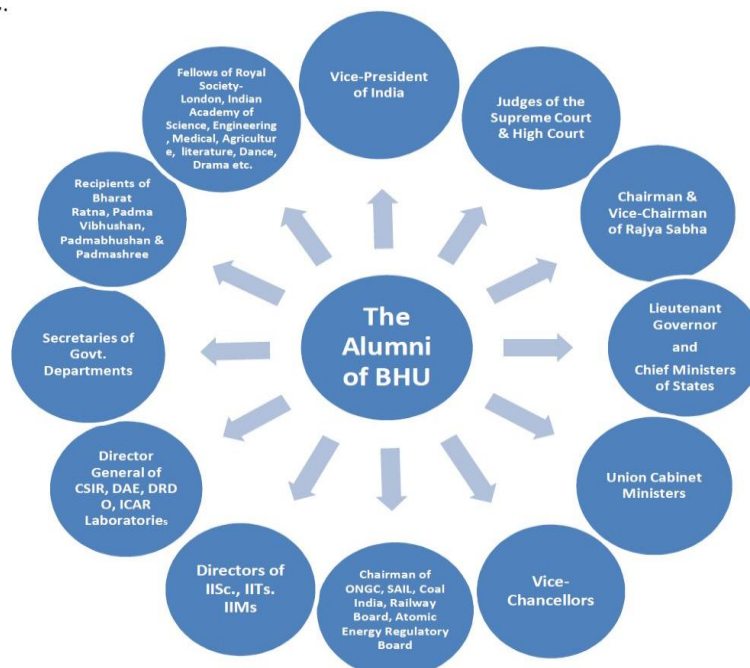 The
Alumni
of BHU
Vice-President
of India
Judges of the
Supreme Court
& High Court
Chairman &
Vice-Chairman
of Rajya Sabha
Lieutenant
Governor
and
Chief Ministers
of States
Union Cabinet
Ministers
Vice-
Chancellors
Chairman of
ONGC, SAIL, Coal
India, Railway
Board, Atomic
Energy Regulatory
Board
Directors of
IISc., IITs.
IIMs
Director
General of
CSIR, DAE, DRD
O, ICAR
Laboratories
Secretaries of
Govt.
Departments
Recipients of
Bharat
Ratna, Padma
Vibhushan,
Padmabhushan &
Padmashree
Fellows of Royal
Society-
London, Indian
Academy of
Science, Engineering
, Medical, Agricultur
e, literature, Dance,
Drama etc.